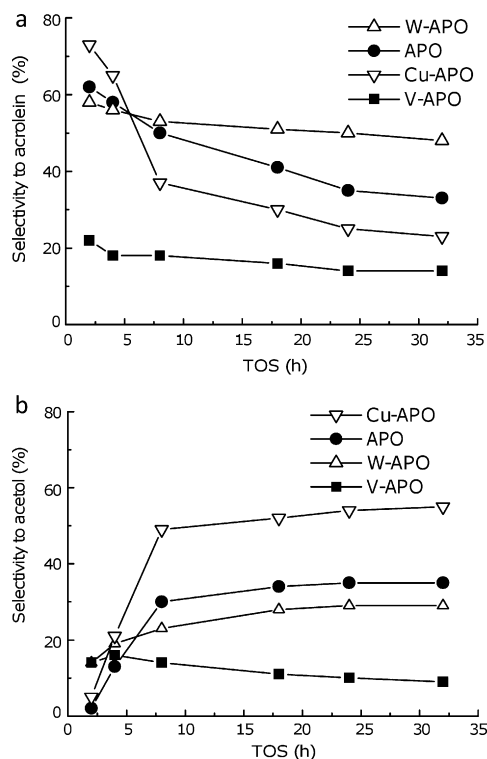 a
80
60
40
20
0
Selectivity to acrolein (%)
W-APO
APO
Cu-APO
V-APO
0 5 10 15 20 25 30 35
TOS (h)
b
80
60
40
20
0
Selectivity to acetol (%)
Cu-APO
APO
W-APO
V-APO
0 5 10 15 20 25 30 35
TOS (h)